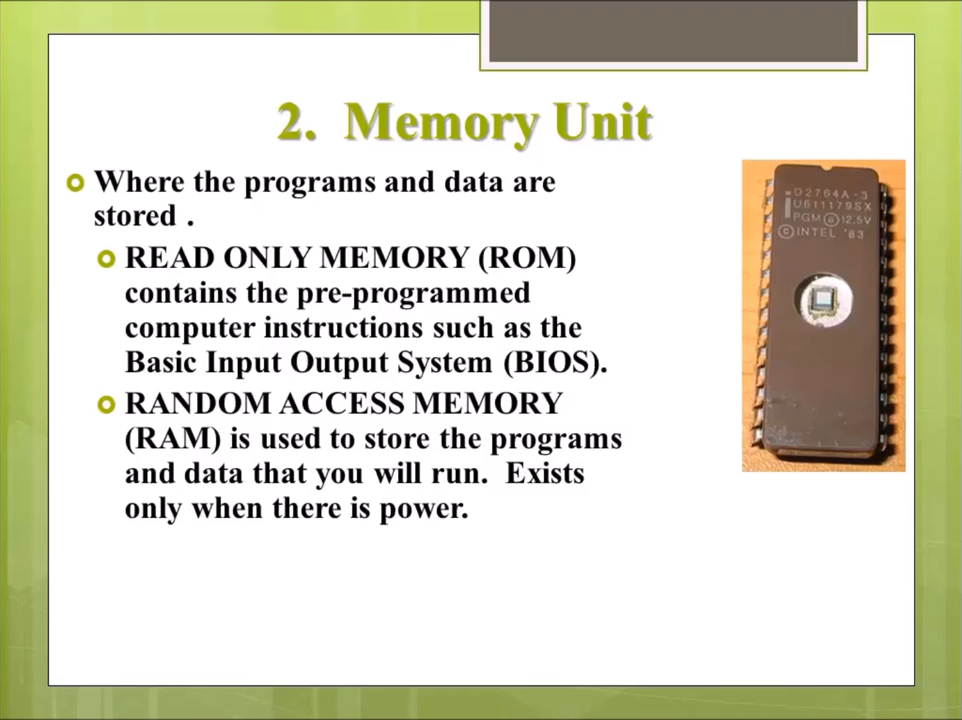 2. Memory Unit
Where the programs and data are
stored .
READ ONLY MEMORY (ROM)
contains the pre-programmed
computer instructions such as the
Basic Input Output System (BIOS).
RANDOM ACCESS MEMORY
(RAM) is used to store the programs
and data that you will run. Exists
only when there is power.
D2764A-3
U611179SX
PGM @ 12.5V
© INTEL '83